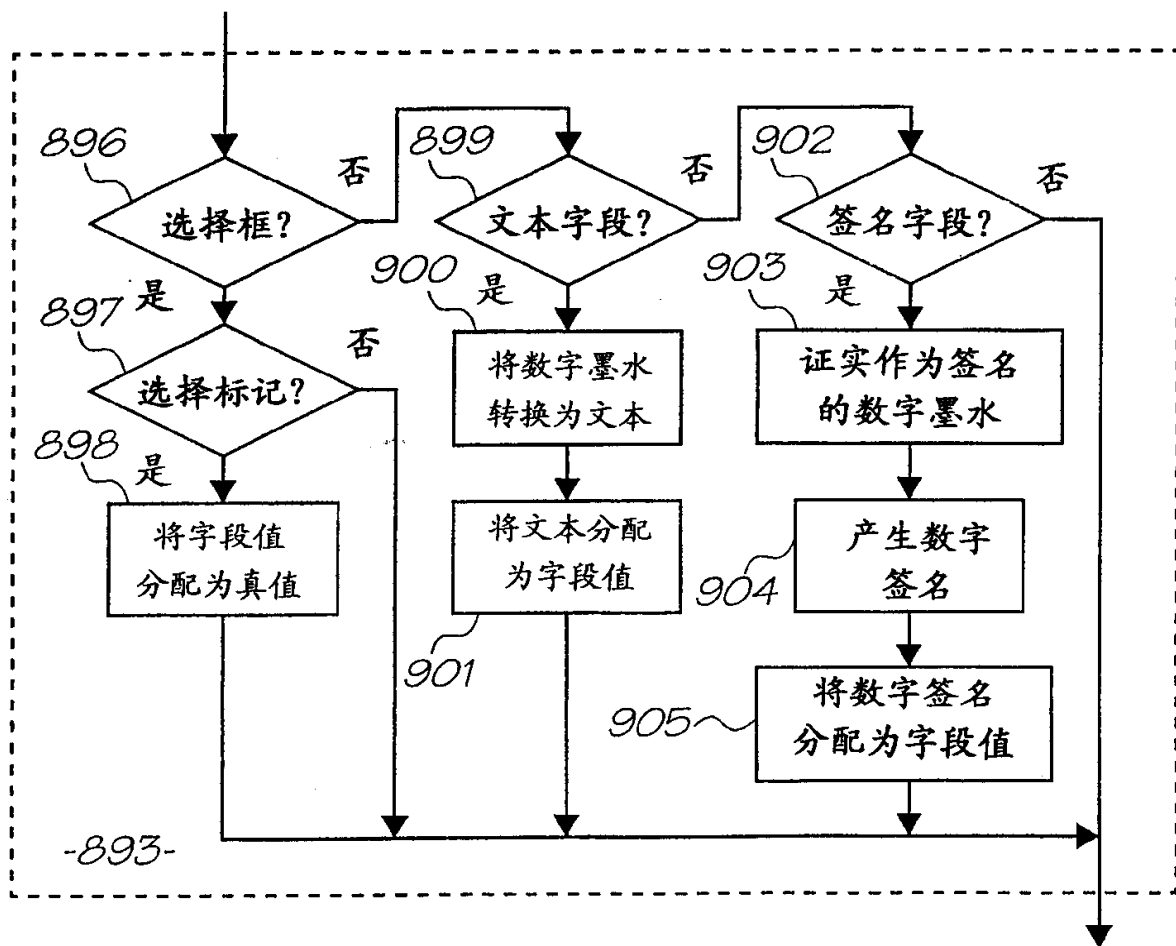 896
选择框?
否
是
897
选择标记?
否
898
是
将字段值
分配为真值
899
文本字段?
否
900
是
将数字墨水
转换为文本
将文本分配
为字段值
901
902
签名字段?
否
903
是
证实作为签名
的数字墨水
产生数字
签名
904
将数字签名
分配为字段值
905
-893-